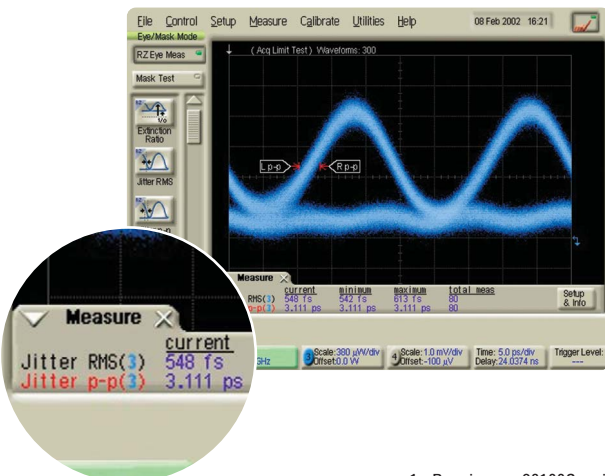 File Control Setup Measure Calibrate Utilities Help 08 Feb 2002 16:21
Eye/Mask Mode
RZ Eye Meas
( Acq Limit Test ) Waveforms: 300
Mask Test
Extinction
Ratio
L p-p
R p-p
Jitter RMS
Measure
current minimum maximum total meas
RMS(3) 548 fs 542 fs 613 fs 80
p-p(3) 3.111 ps 3.111 ps 3.111 ps 80
Setup
& Info
GHz
3 Scale:380 µW/div
Offset:0.0 W
4 Scale:1.0 mV/div
Offset:-100 µV
Time: 5.0 ps/div
Delay:24.0374 ns
Trigger Level:
---
Measure
current
Jitter RMS(3) 548 fs
Jitter p-p(3) 3.111 ps